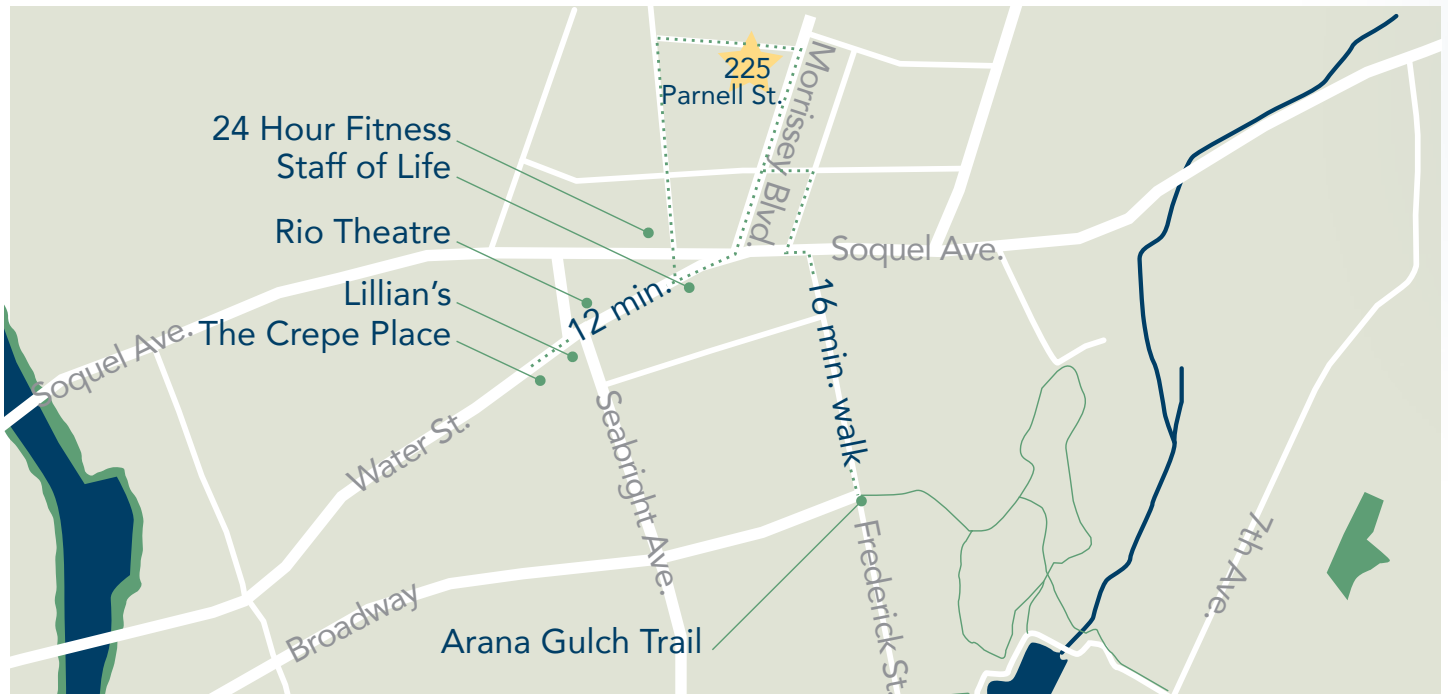 225
Parnell St.
Morrissey Blvd.
24 Hour Fitness
Staff of Life
Rio Theatre
Lillian’s
The Crepe Place
12 min.
16 min. walk
Soquel Ave.
Soquel Ave.
Water St.
Seabright Ave.
Broadway
Arana Gulch Trail
Frederick St.
7th Ave.